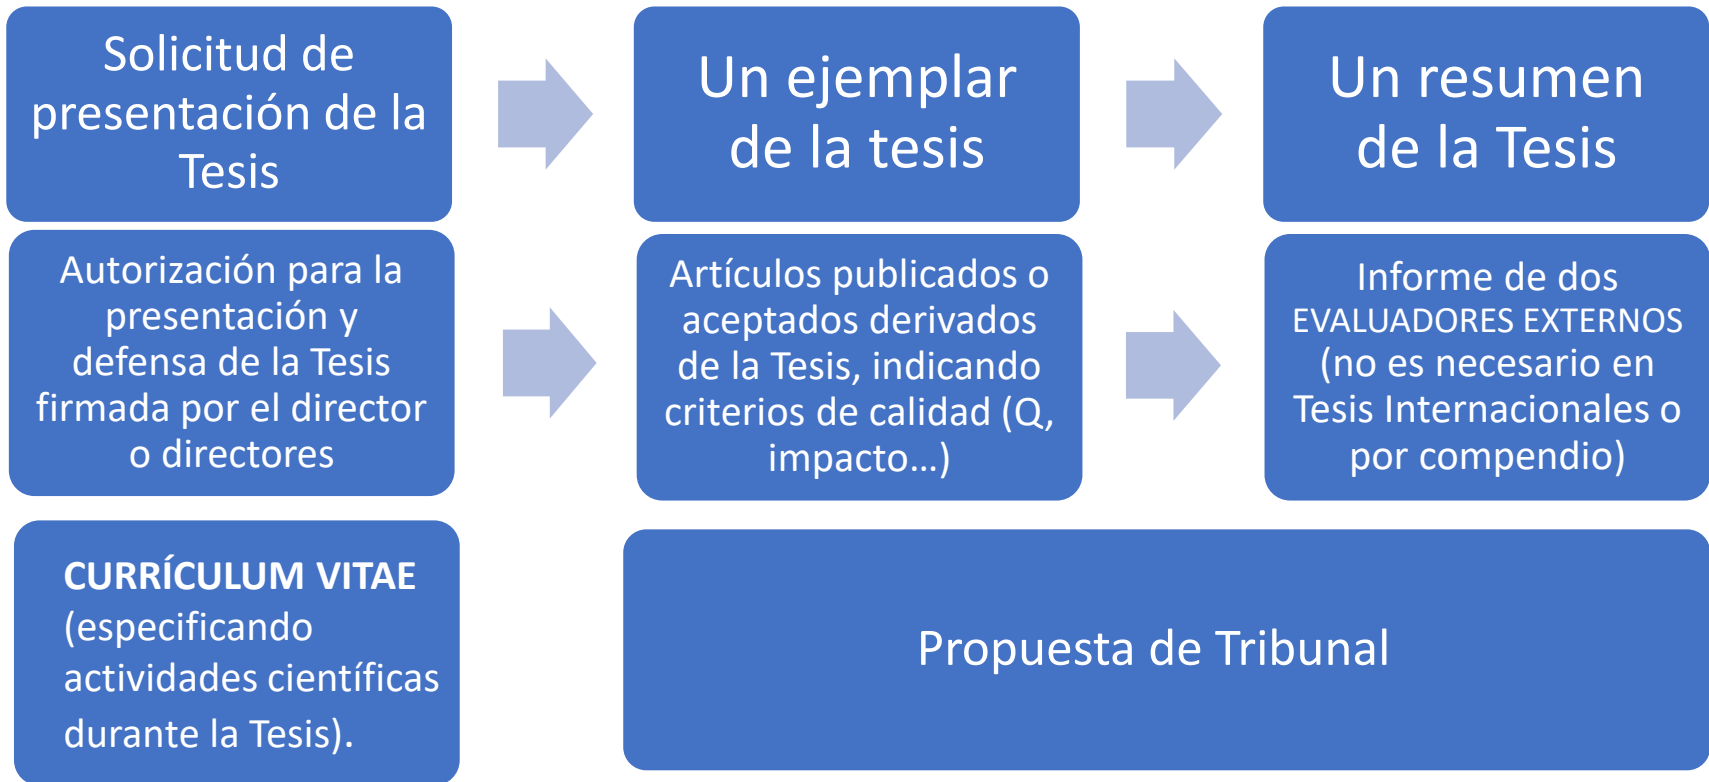 Solicitud de
presentación de la
Tesis
Un ejemplar
de la tesis
Un resumen
de la Tesis
Autorización para la
presentación y
defensa de la Tesis
firmada por el director
o directores
Artículos publicados o
aceptados derivados
de la Tesis, indicando
criterios de calidad (Q,
impacto…)
Informe de dos
EVALUADORES EXTERNOS
(no es necesario en
Tesis Internacionales o
por compendio)
CURRÍCULUM VITAE
(especificando
actividades científicas
durante la Tesis).
Propuesta de Tribunal